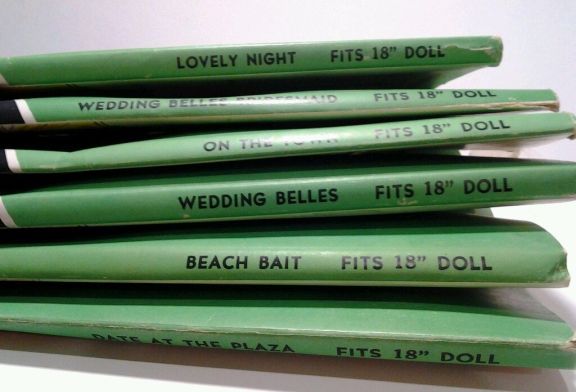 LOVELY NIGHT FITS 18" DOLL
WEDDING BELLES BRIDESMAID FITS 18" DOLL
ON THE TOWN FITS 18" DOLL
WEDDING BELLES FITS 18" DOLL
BEACH BAIT FITS 18" DOLL
DATE AT THE PLAZA FITS 18" DOLL